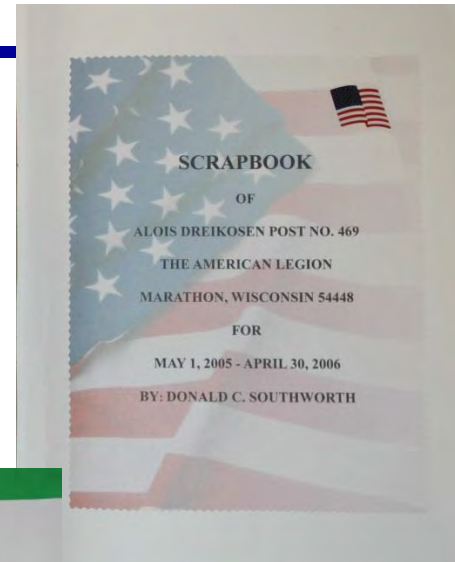 SCRAPBOOK
OF
ALOIS DREIKOSEN POST NO. 469
THE AMERICAN LEGION
MARATHON, WISCONSIN 54448
FOR
MAY 1, 2005 - APRIL 30, 2006
BY: DONALD C. SOUTHWORTH